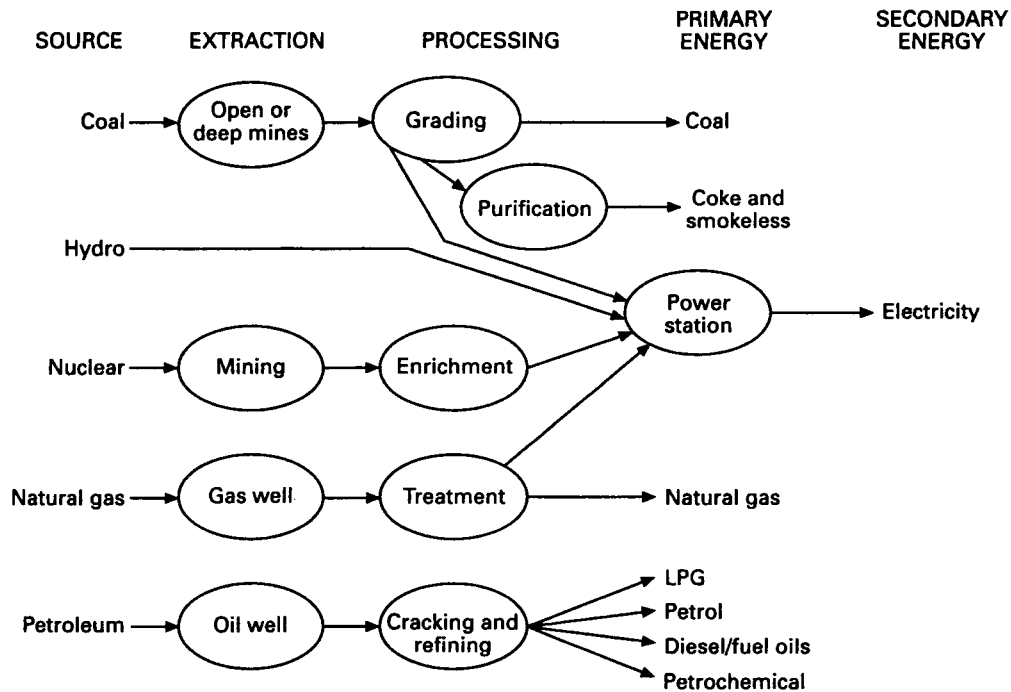 SOURCE
EXTRACTION
PROCESSING
PRIMARY
ENERGY
SECONDARY
ENERGY
Coal
Open or
deep mines
Grading
Coal
Purification
Coke and
smokeless
Hydro
Power
station
Electricity
Nuclear
Mining
Enrichment
Natural gas
Gas well
Treatment
Natural gas
Petroleum
Oil well
Cracking and
refining
LPG
Petrol
Diesel/fuel oils
Petrochemical